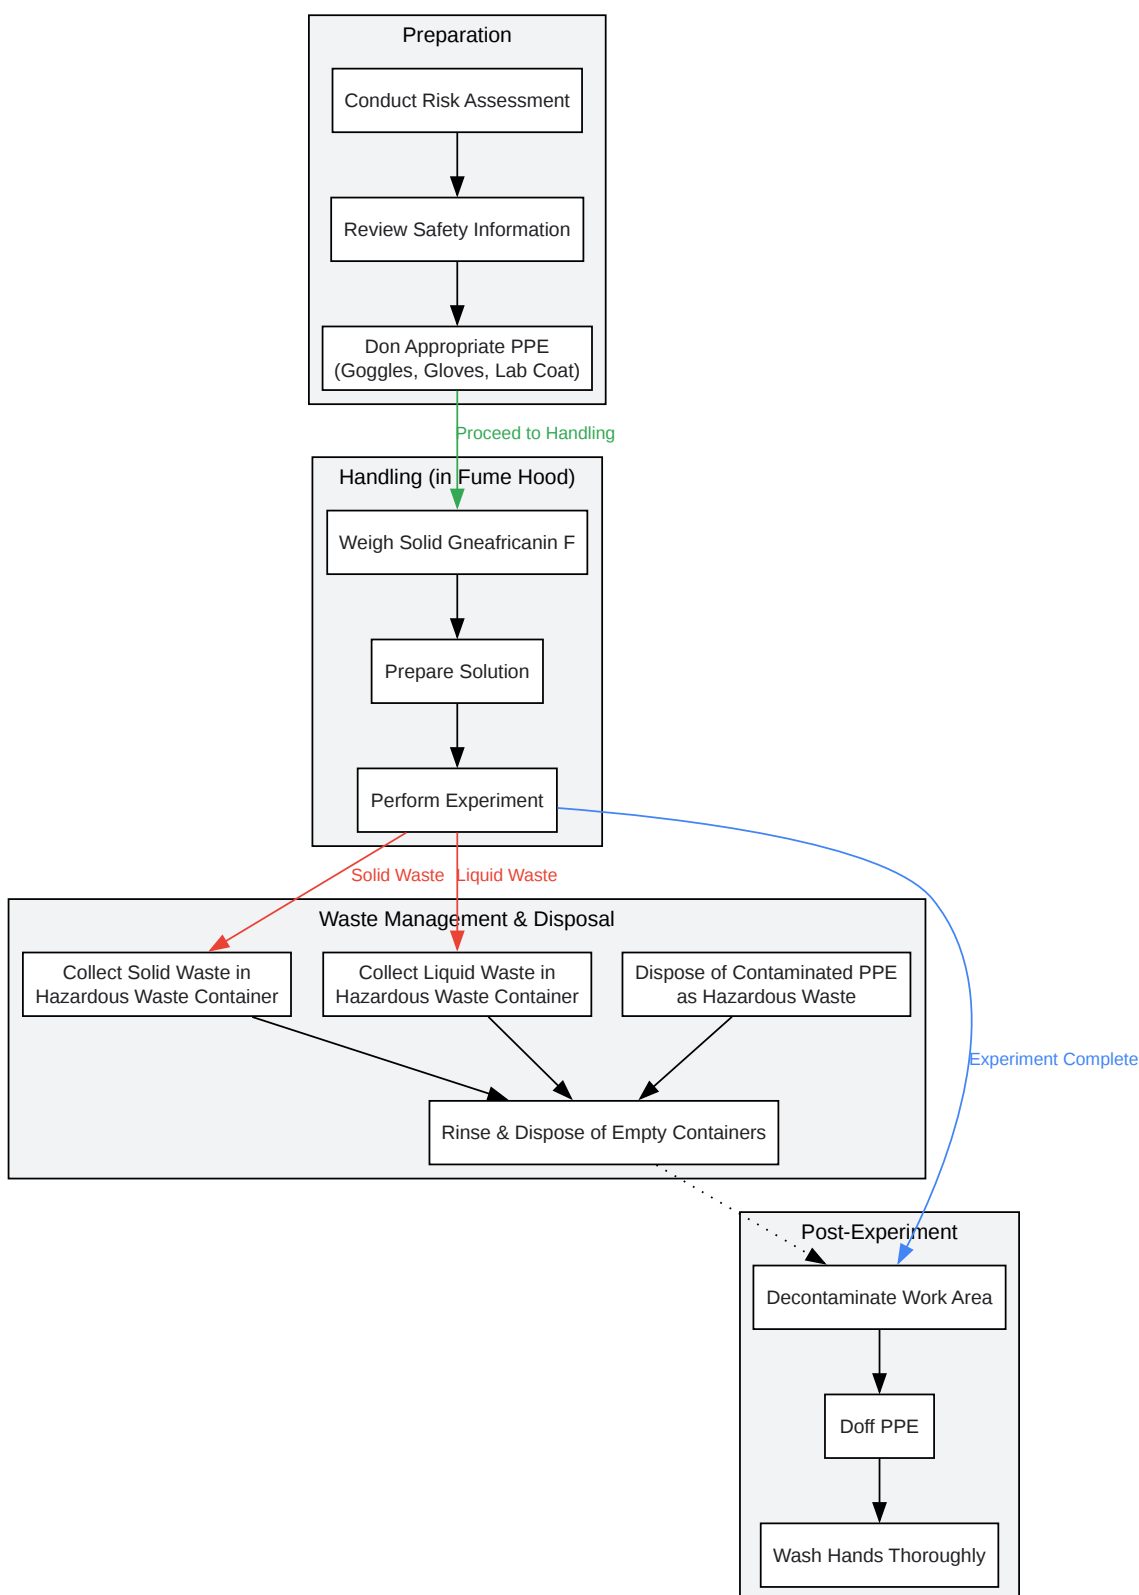 Preparation
Conduct Risk Assessment
Review Safety Information
Don Appropriate PPE
(Goggles, Gloves, Lab Coat)
Proceed to Handling
Handling (in Fume Hood)
Weigh Solid Gneafricanin F
Prepare Solution
Perform Experiment
Solid Waste
Liquid Waste
Waste Management & Disposal
Collect Solid Waste in
Hazardous Waste Container
Collect Liquid Waste in
Hazardous Waste Container
Dispose of Contaminated PPE
as Hazardous Waste
Experiment Complete
Rinse & Dispose of Empty Containers
Post-Experiment
Decontaminate Work Area
Doff PPE
Wash Hands Thoroughly